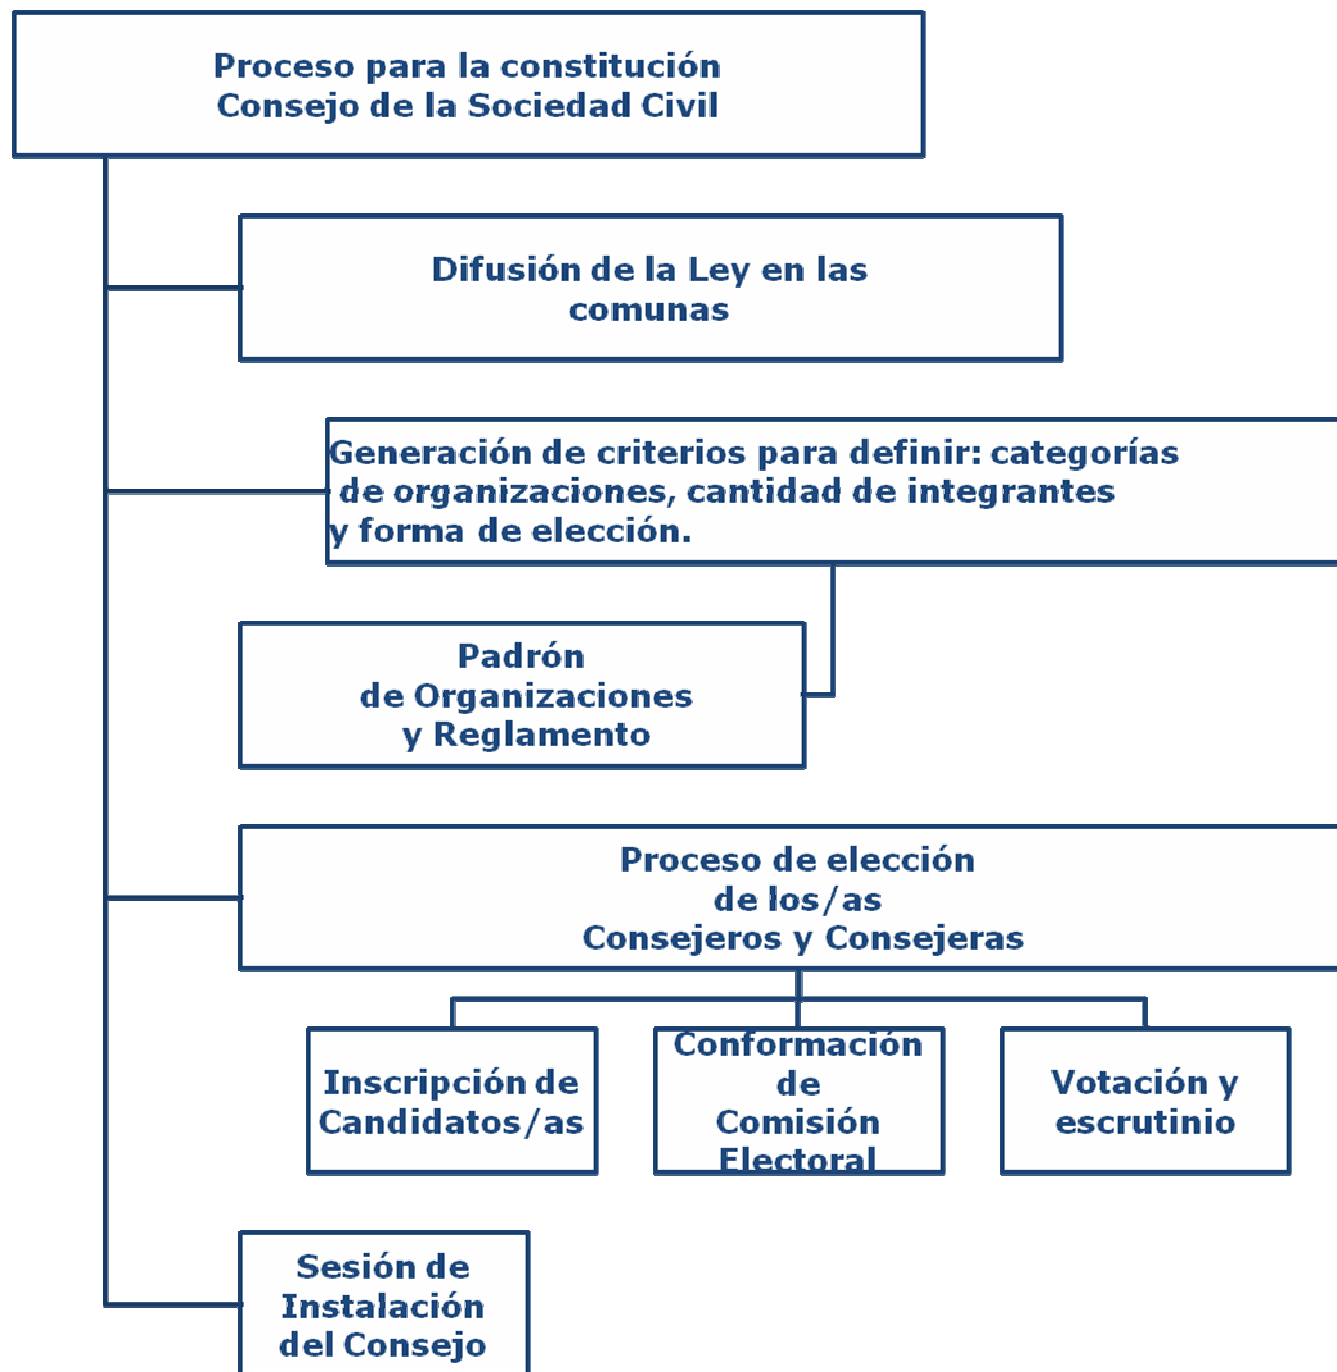 Proceso para la constitución
Consejo de la Sociedad Civil
Difusión de la Ley en las
comunas
Generación de criterios para definir: categorías
de organizaciones, cantidad de integrantes
y forma de elección.
Padrón
de Organizaciones
y Reglamento
Proceso de elección
de los/as
Consejeros y Consejeras
Inscripción de
Candidatos/as
Conformación
de
Comisión
Electoral
Votación y
escrutinio
Sesión de
Instalación
del Consejo